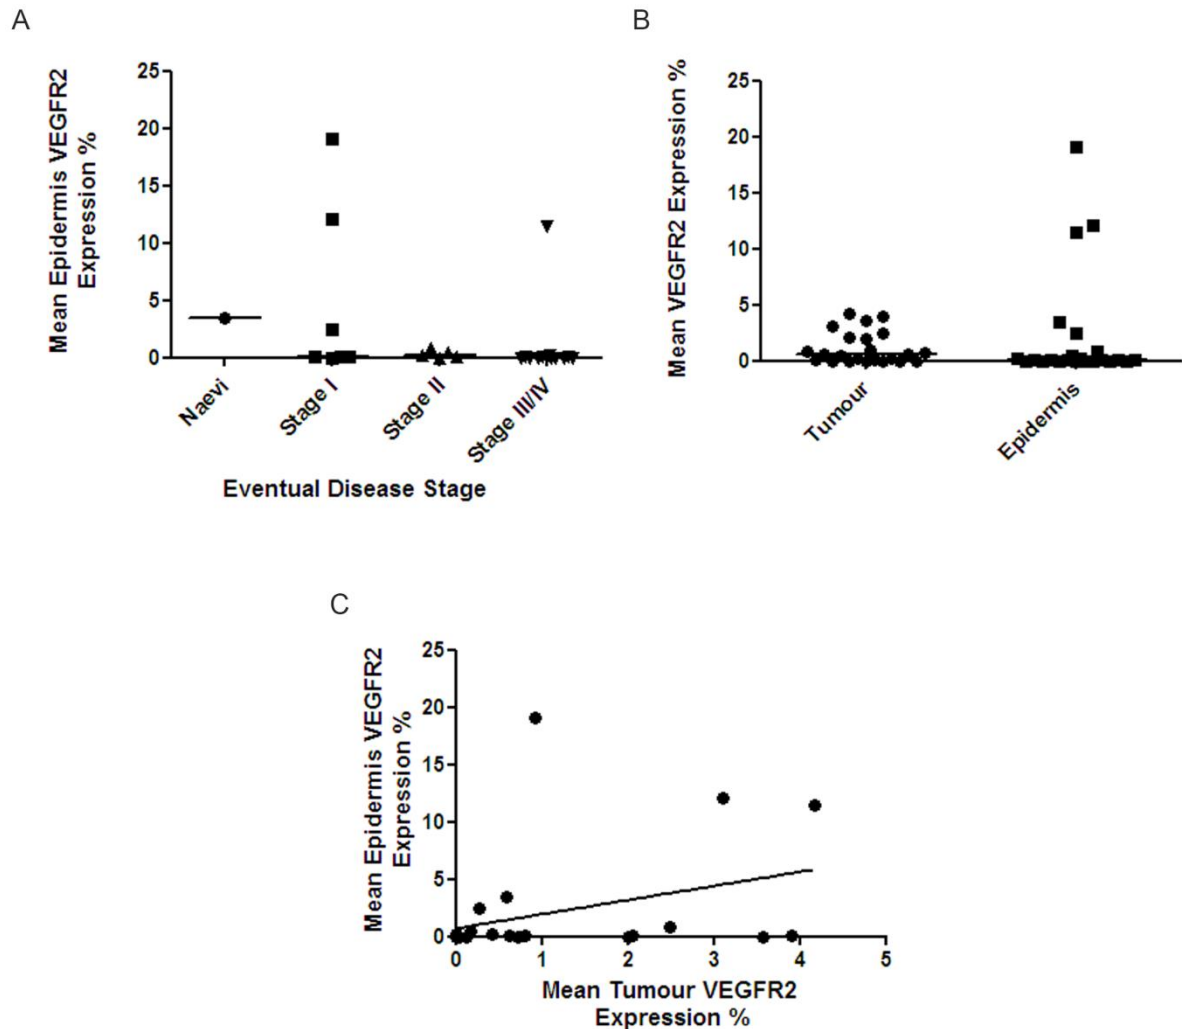 A
Mean Epidermis VEGFR2
Expression %
25
20
15
10
5
0
Naevi
Stage I
Stage II
Stage III/IV
Eventual Disease Stage
B
Mean VEGFR2 Expression %
25
20
15
10
5
0
Tumour
Epidermis
C
Mean Epidermis VEGFR2
Expression %
25
20
15
10
5
0
0 1 2 3 4 5
Mean Tumour VEGFR2
Expression %